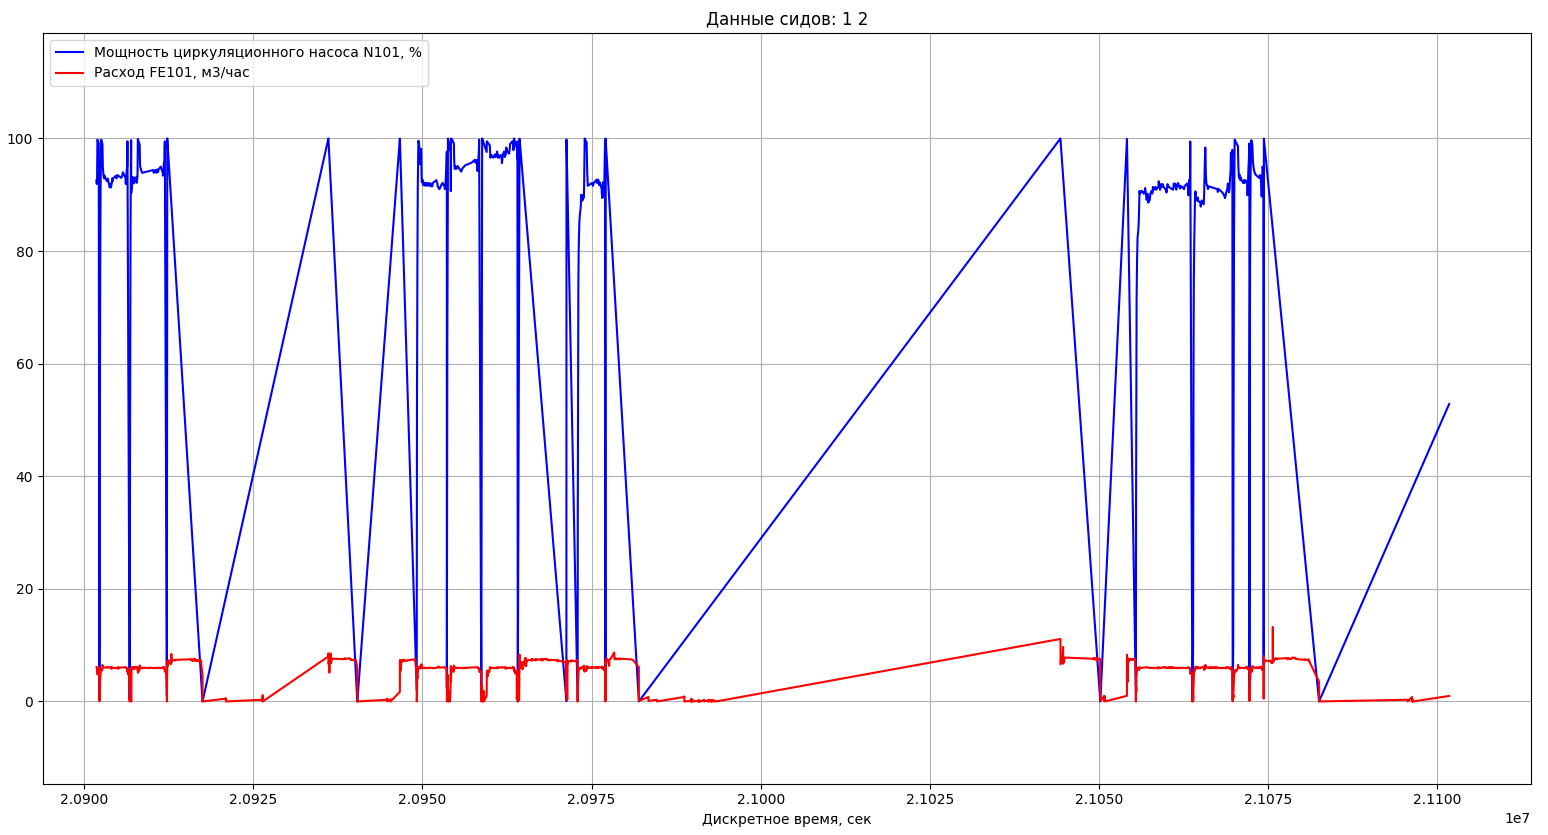 Данные сидов: 1 2
Мощность циркуляционного насоса N101, %
Расход FE101, м3/час
100
80
60
40
20
0
2.0900 2.0925 2.0950 2.0975 2.1000 2.1025 2.1050 2.1075 2.1100
Дискретное время, сек
1e7